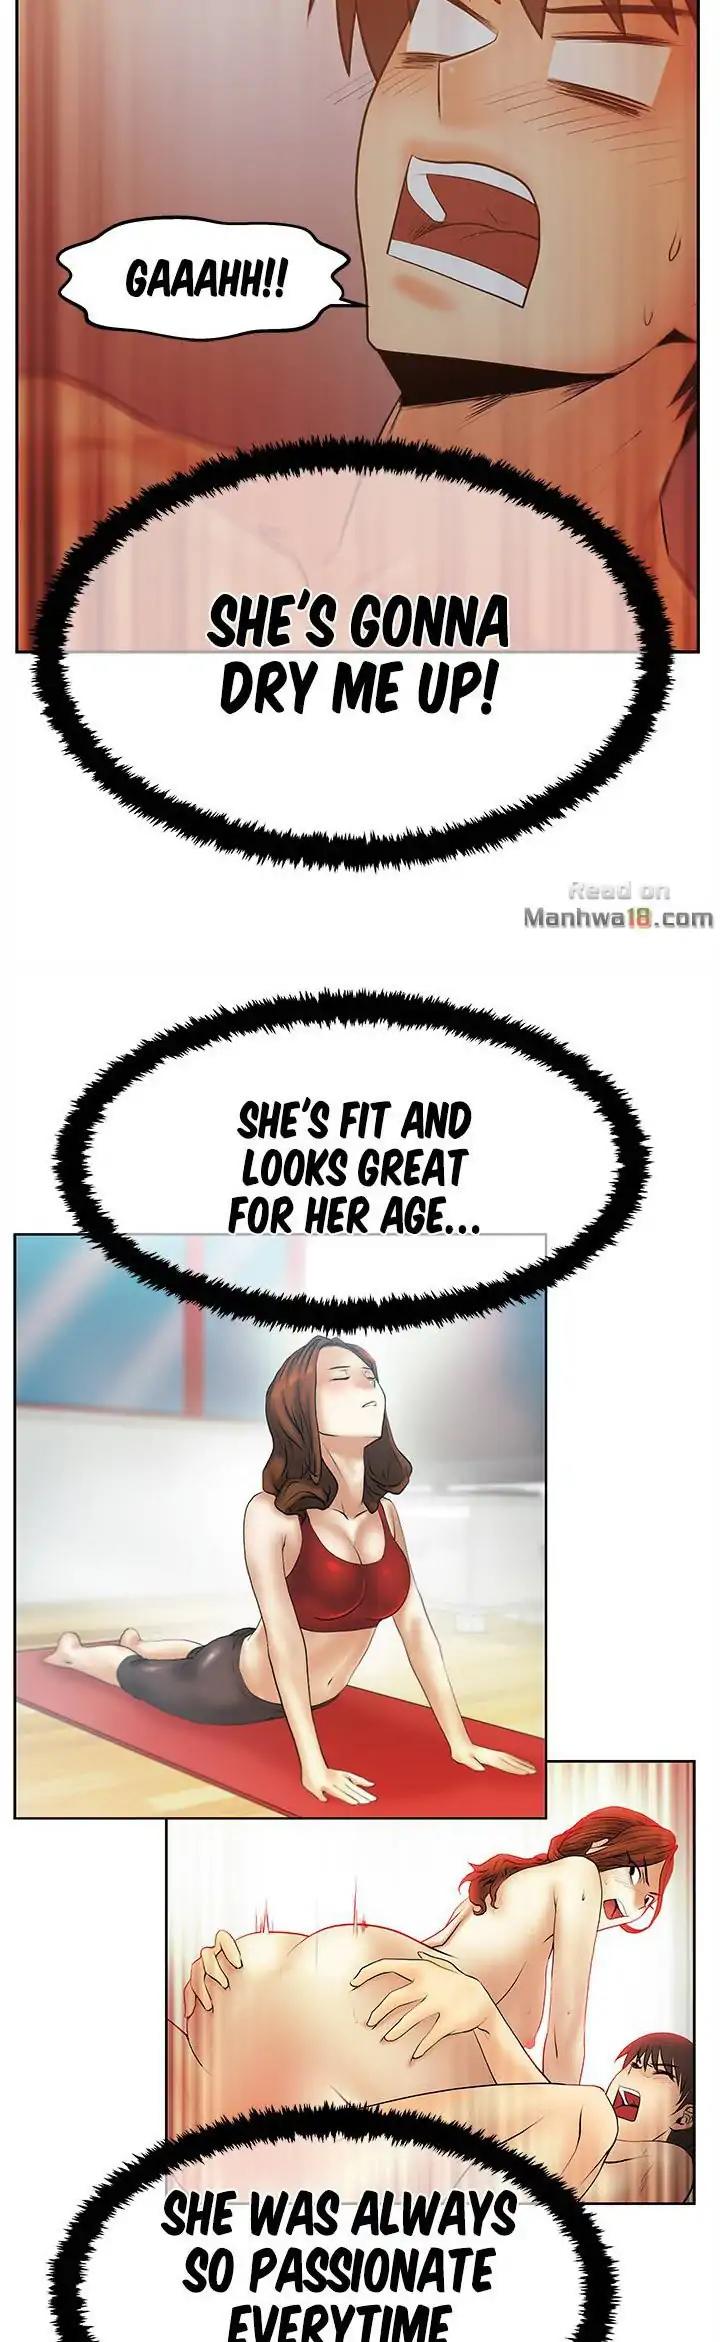 GAAAHH!!
SHE'S GONNA
DRY ME UP!
Read on
Manhwa18.com
SHE'S FIT AND
LOOKS GREAT
FOR HER AGE...
SHE WAS ALWAYS
SO PASSIONATE
EVERYTIME